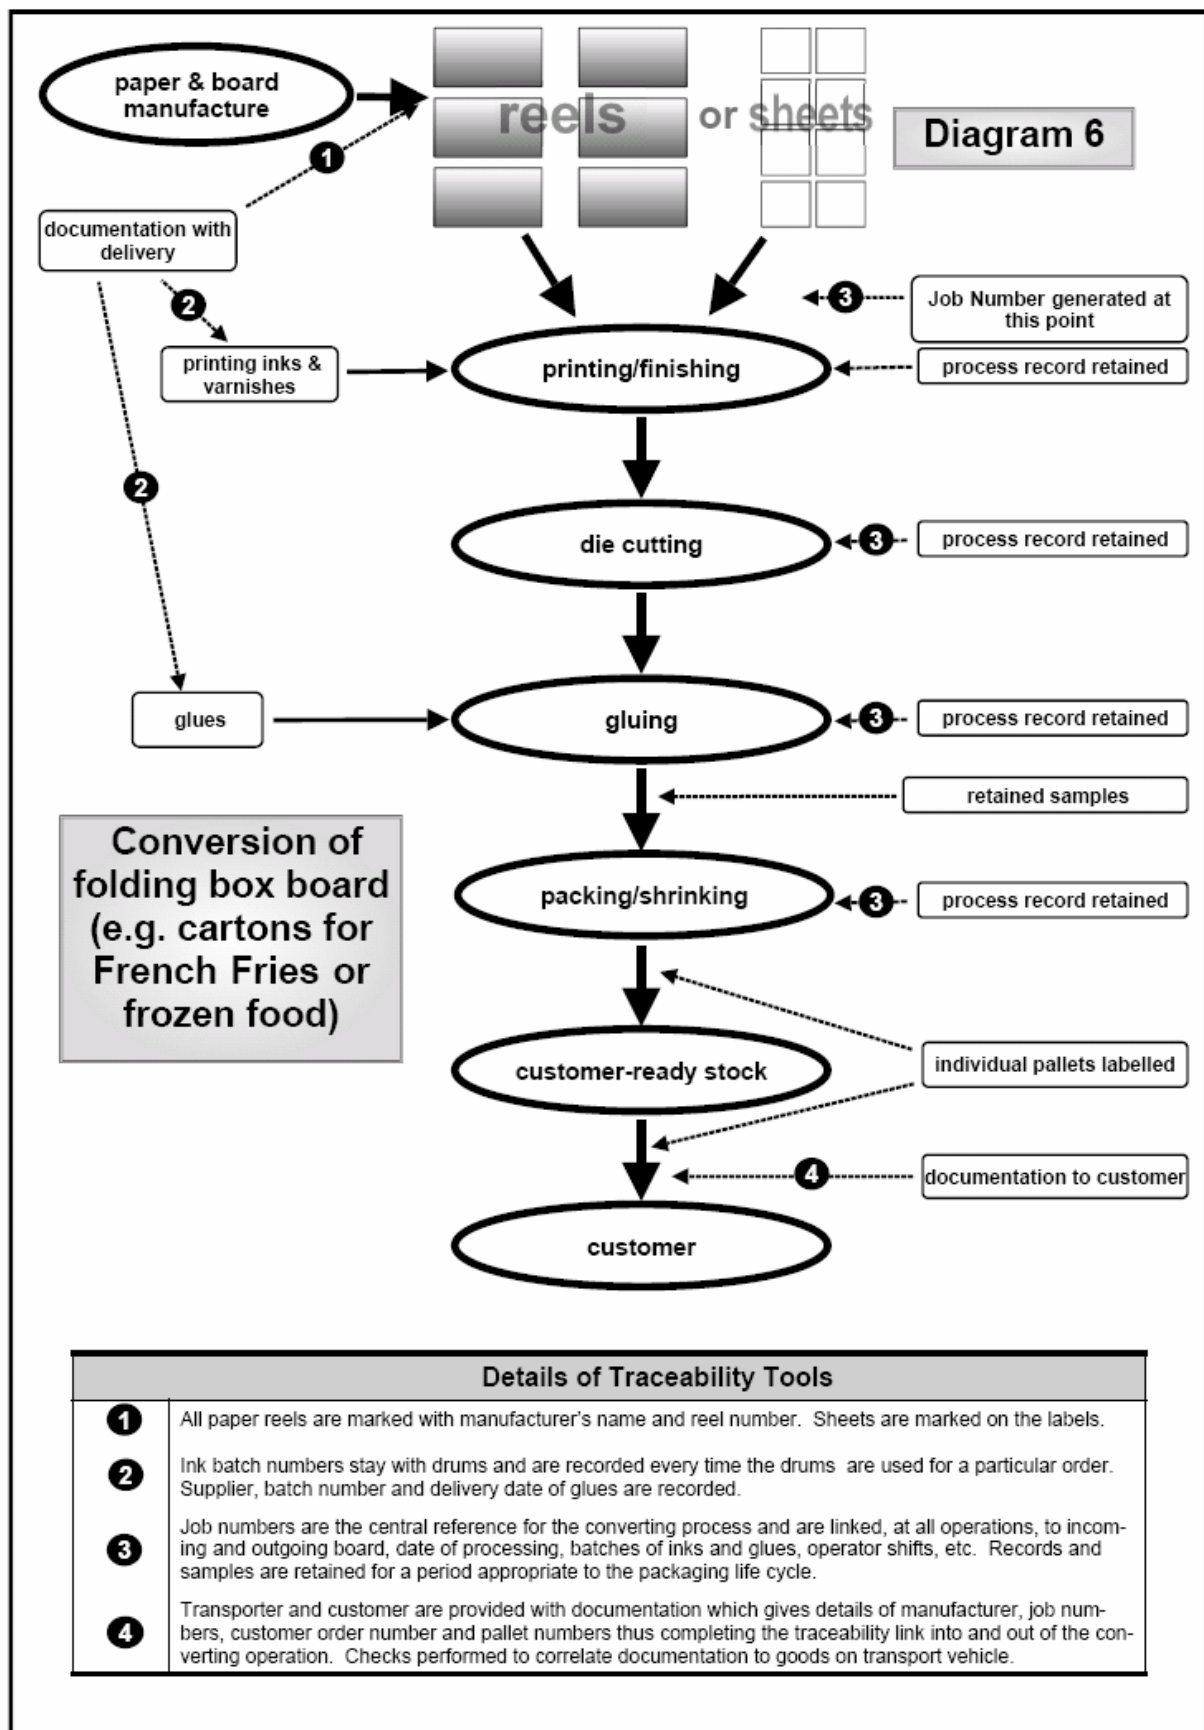 paper & board
manufacture
reels or sheets
Diagram 6
1
documentation with
delivery
2
Job Number generated at
this point
3
printing inks &
varnishes
printing/finishing
process record retained
2
die cutting
3
process record retained
glues
gluing
3
process record retained
retained samples
Conversion of
folding box board
(e.g. cartons for
French Fries or
frozen food)
packing/shrinking
3
process record retained
customer-ready stock
individual pallets labelled
4
documentation to customer
customer
Details of Traceability Tools
1 All paper reels are marked with manufacturer's name and reel number. Sheets are marked on the labels.
2 Ink batch numbers stay with drums and are recorded every time the drums are used for a particular order.
Supplier, batch number and delivery date of glues are recorded.
3 Job numbers are the central reference for the converting process and are linked, at all operations, to incom-
ing and outgoing board, date of processing, batches of inks and glues, operator shifts, etc. Records and
samples are retained for a period appropriate to the packaging life cycle.
4 Transporter and customer are provided with documentation which gives details of manufacturer, job num-
bers, customer order number and pallet numbers thus completing the traceability link into and out of the con-
verting operation. Checks performed to correlate documentation to goods on transport vehicle.